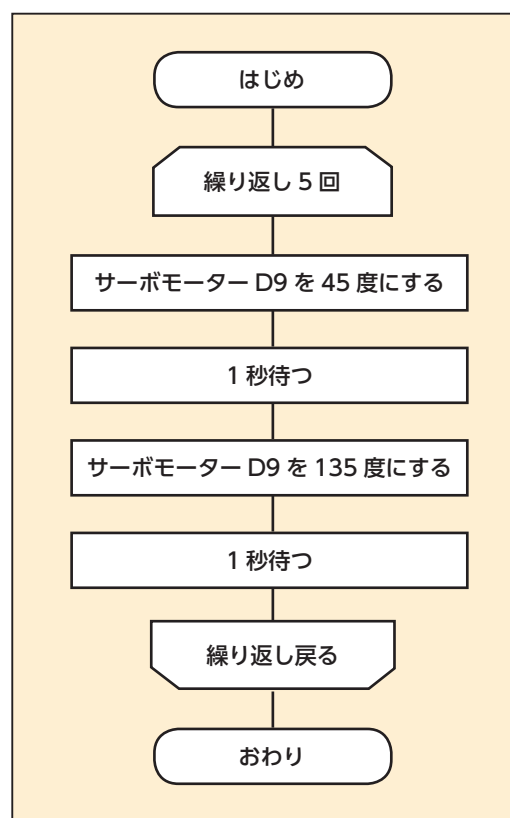 はじめ
繰り返し 5 回
サーボモーター D9 を 45 度にする
1 秒待つ
サーボモーター D9 を 135 度にする
1 秒待つ
繰り返し戻る
おわり